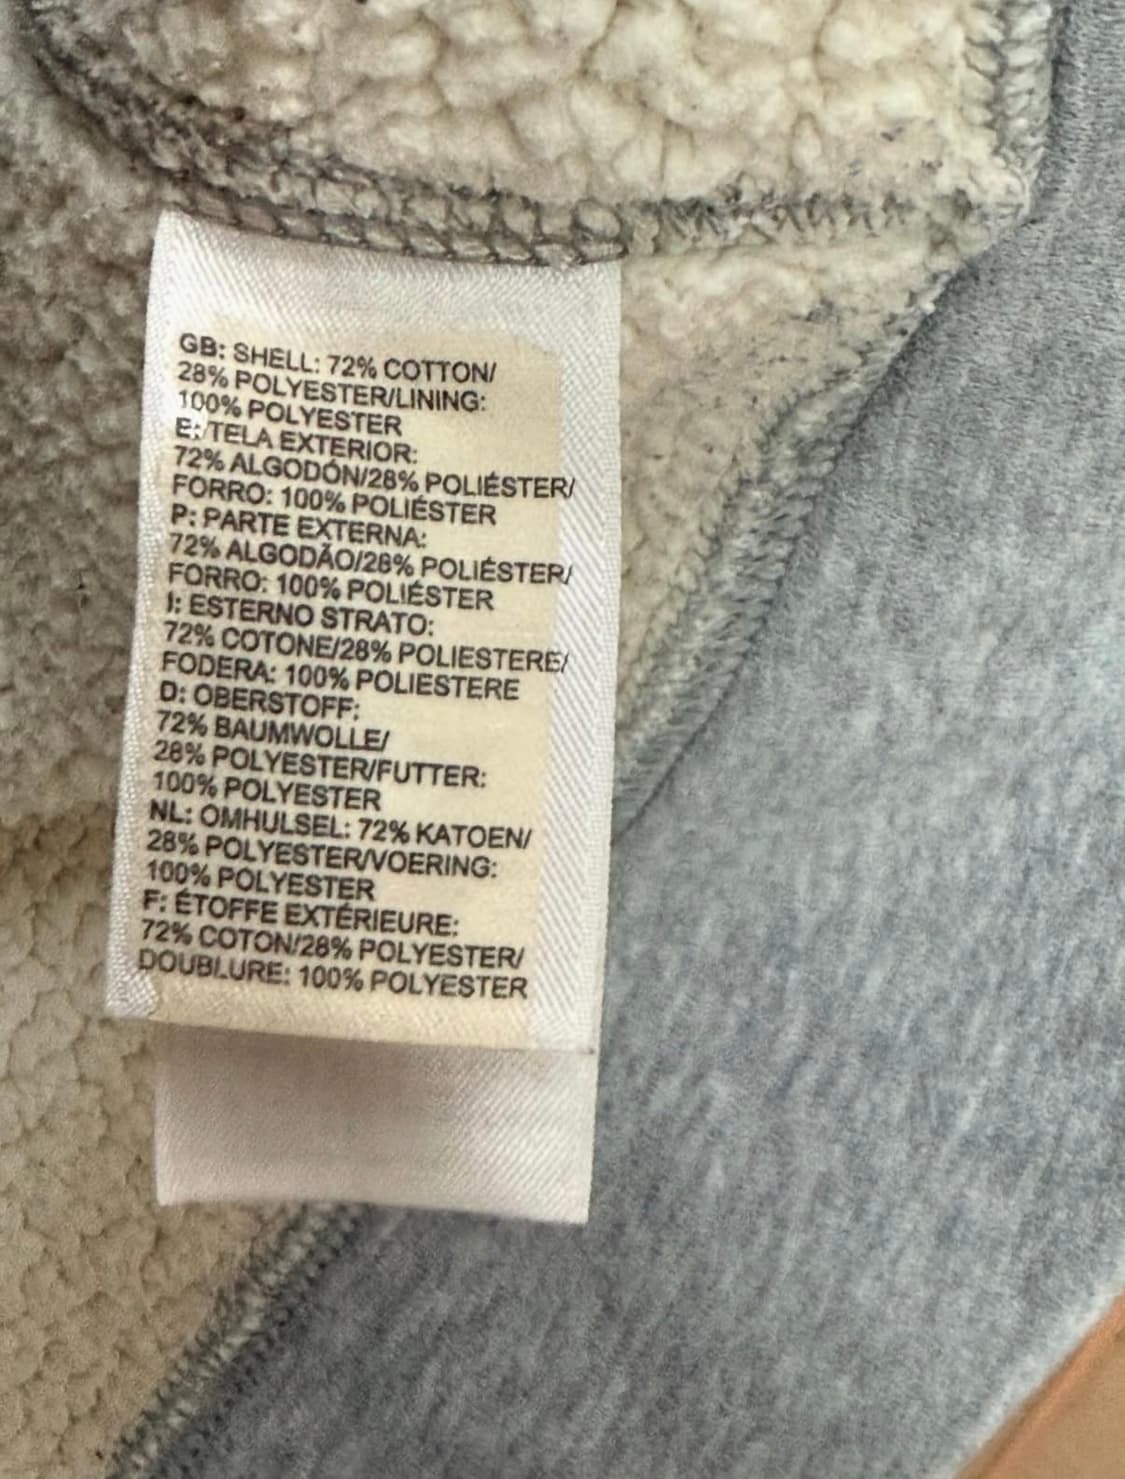 GB: SHELL: 72% COTTON/
28% POLYESTER/LINING:
100% POLYESTER
E: TELA EXTERIOR:
72% ALGODÓN/28% POLIÉSTER/
FORRO: 100% POLIÉSTER
P: PARTE EXTERNA:
72% ALGODÃO/28% POLIÉSTER/
FORRO: 100% POLIÉSTER
I: ESTERNO STRATO:
72% COTONE/28% POLIESTERE/
FODERA: 100% POLIESTERE
D: OBERSTOFF:
72% BAUMWOLLE/
28% POLYESTER/FUTTER:
100% POLYESTER
NL: OMHULSEL: 72% KATOEN/
28% POLYESTER/VOERING:
100% POLYESTER
F: ÉTOFFE EXTÉRIEURE:
72% COTON/28% POLYESTER/
DOUBLURE: 100% POLYESTER